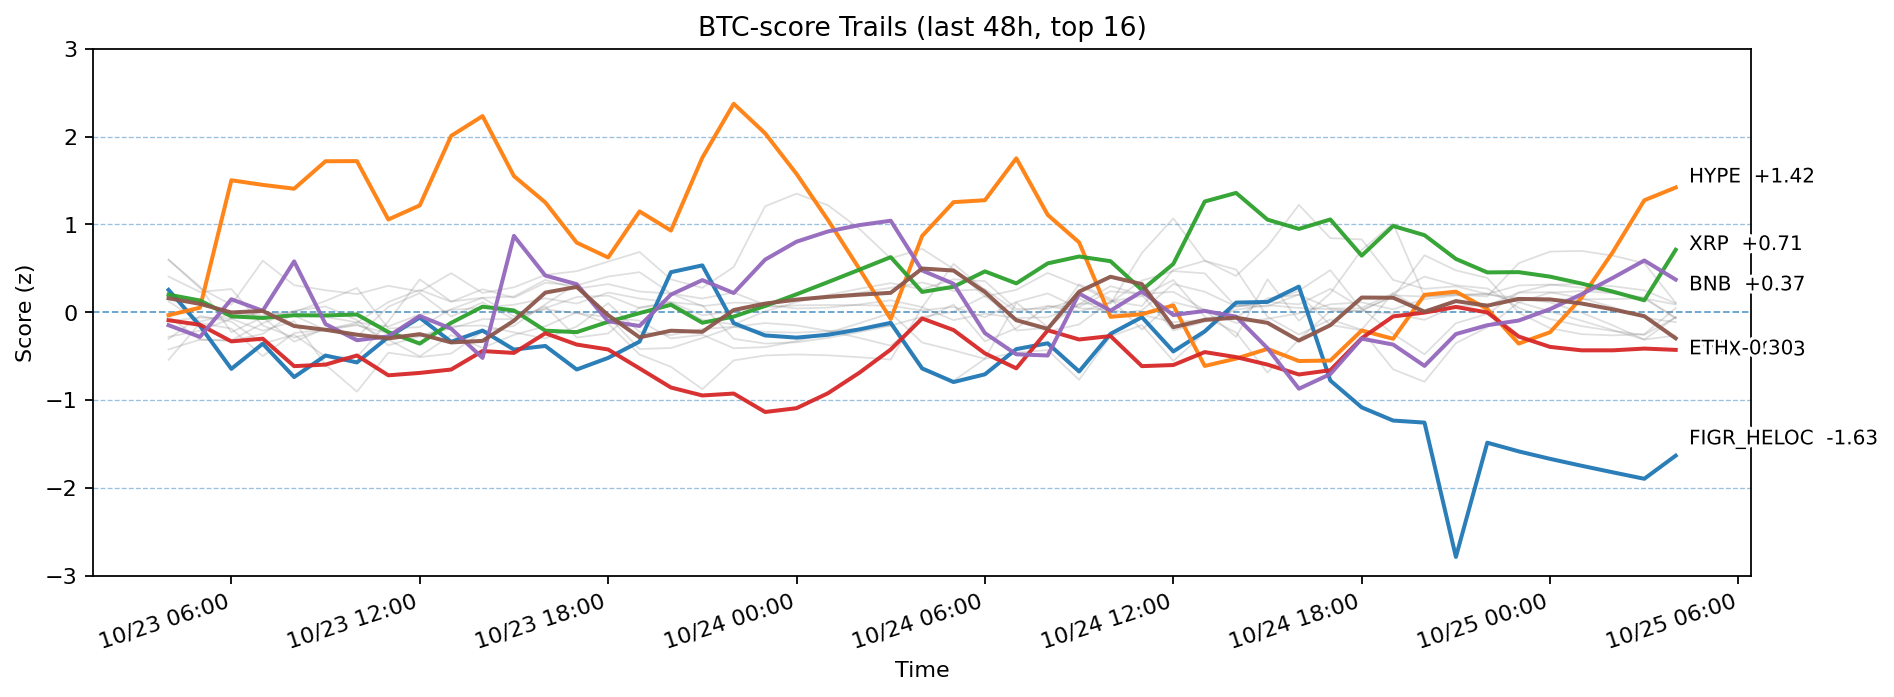 BTC-score Trails (last 48h, top 16)
Score (z)
3
2
1
0
−1
−2
−3
HYPE +1.42
XRP +0.71
BNB +0.37
FIGR_HELOC -1.63
10/23 06:00
10/23 12:00
10/23 18:00
10/24 00:00
10/24 06:00
10/24 12:00
10/24 18:00
10/25 00:00
10/25 06:00
Time